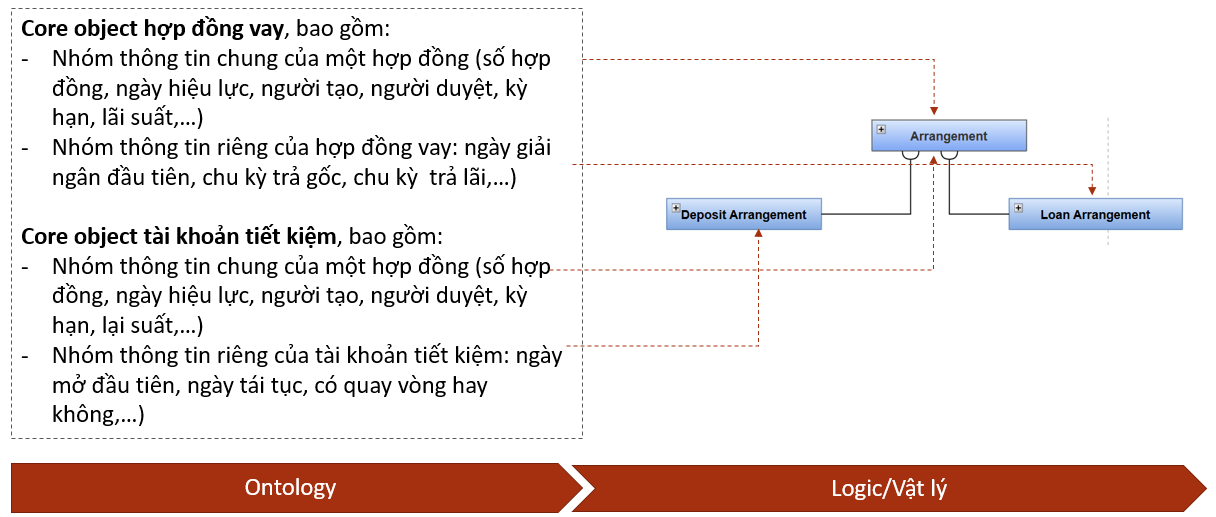 Core object hợp đồng vay, bao gồm:
- Nhóm thông tin chung của một hợp đồng (số hợp
đồng, ngày hiệu lực, người tạo, người duyệt, kỳ
hạn, lãi suất,...)
- Nhóm thông tin riêng của hợp đồng vay: ngày giải
ngân đầu tiên, chu kỳ trả gốc, chu kỳ trả lãi,...)
Core object tài khoản tiết kiệm, bao gồm:
- Nhóm thông tin chung của một hợp đồng (số hợp
đồng, ngày hiệu lực, người tạo, người duyệt, kỳ
hạn, lại suất,...)
- Nhóm thông tin riêng của tài khoản tiết kiệm: ngày
mở đầu tiên, ngày tái tục, có quay vòng hay
không,...)
Arrangement
Deposit Arrangement
Loan Arrangement
Ontology
Logic/Vật lý